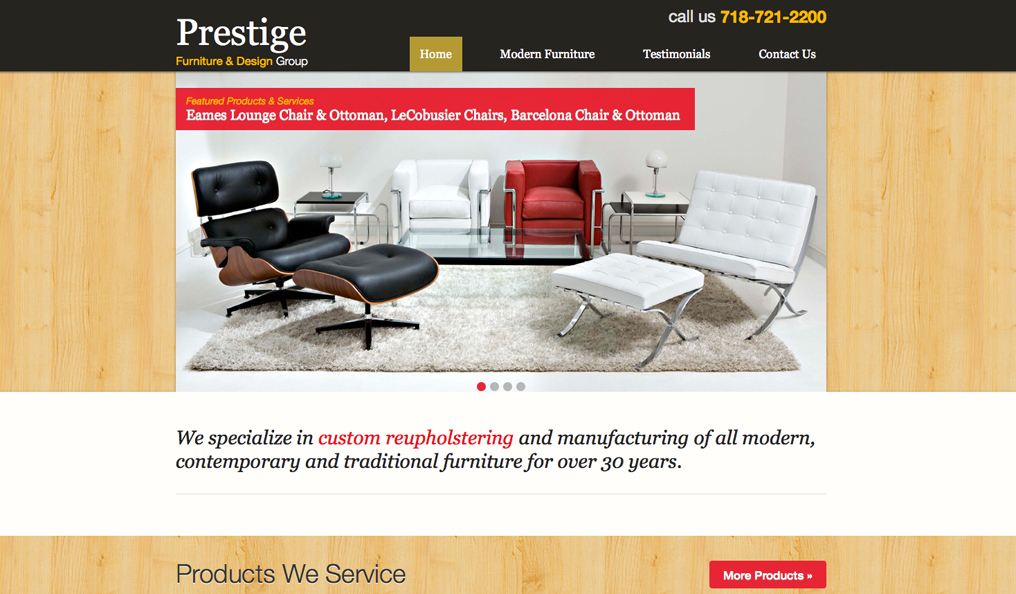 Prestige
Furniture & Design Group
call us 718-721-2200
Home
Modern Furniture
Testimonials
Contact Us
Featured Products & Services
Eames Lounge Chair & Ottoman, LeCobusier Chairs, Barcelona Chair & Ottoman
We specialize in custom reupholstering and manufacturing of all modern,
contemporary and traditional furniture for over 30 years.
Products We Service
More Products »